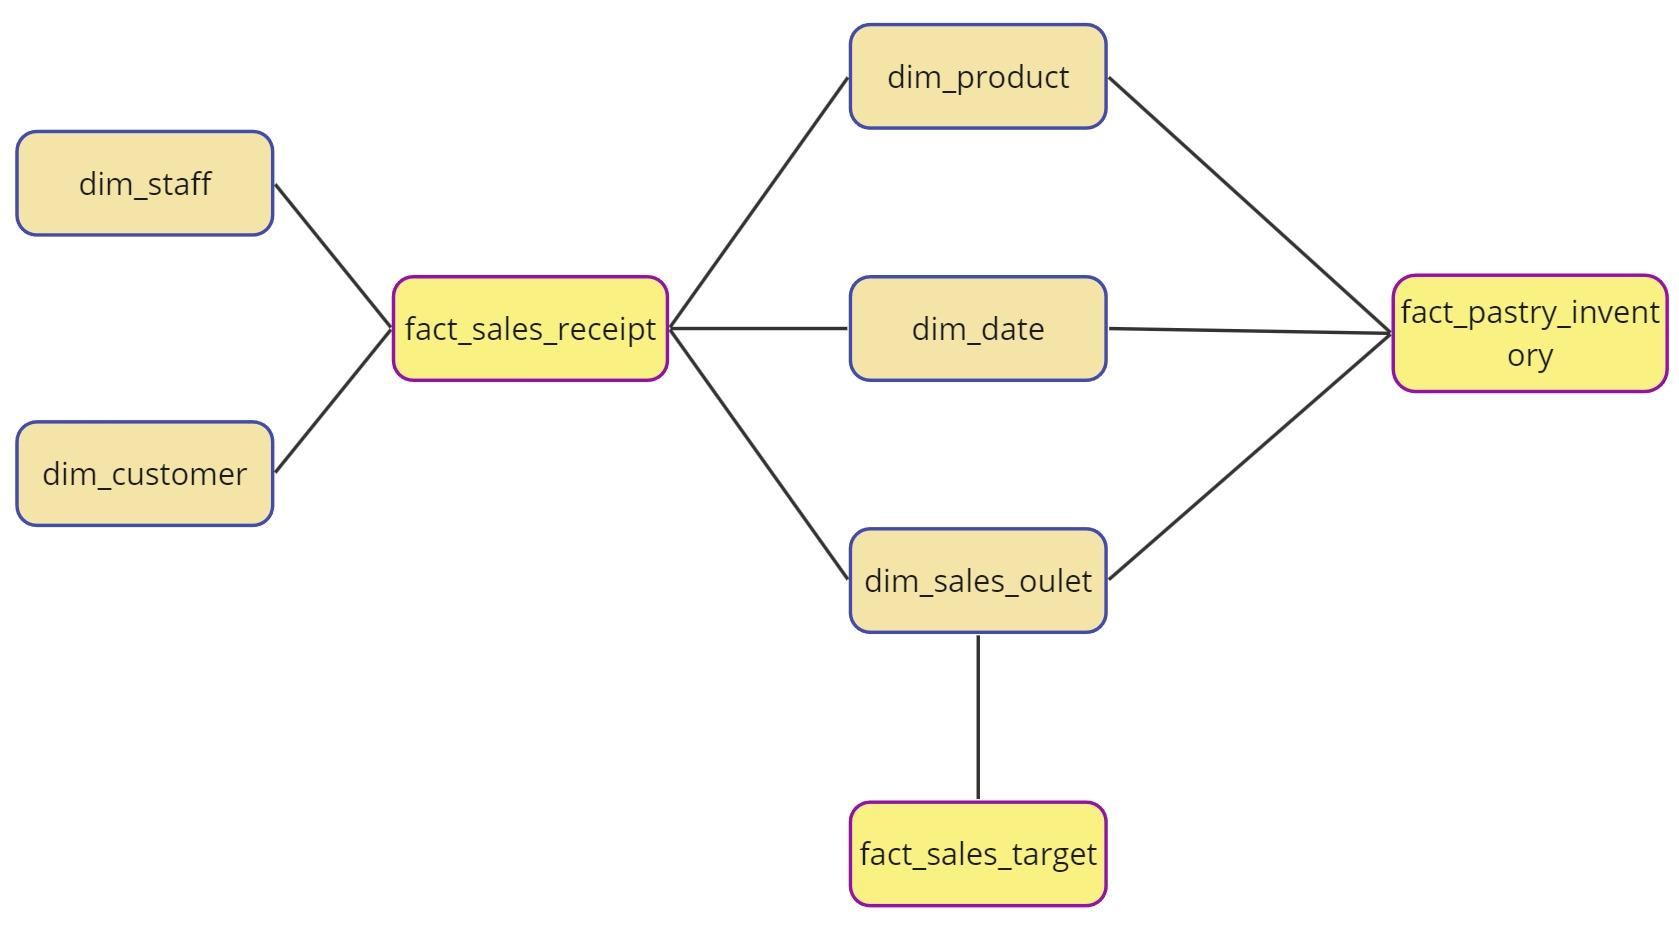 dim_product
dim_staff
fact_sales_receipt
dim_date
fact_pastry_invent
ory
dim_customer
dim_sales_oulet
fact_sales_target